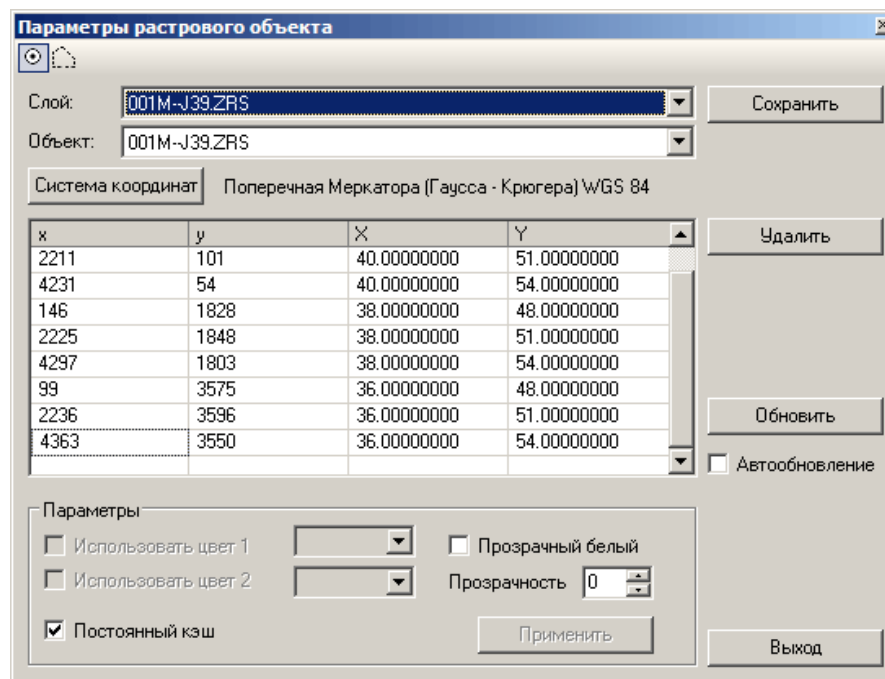 Параметры растрового объекта
Слой: 001M--J39.ZRS Сохранить
Объект: 001M--J39.ZRS
Система координат Поперечная Меркатора (Гаусса - Крюгера) WGS 84
x y X Y Удалить
2211 101 40.00000000 51.00000000
4231 54 40.00000000 54.00000000
146 1828 38.00000000 48.00000000
2225 1848 38.00000000 51.00000000
4297 1803 38.00000000 54.00000000
99 3575 36.00000000 48.00000000
2236 3596 36.00000000 51.00000000 Обновить
4363 3550 36.00000000 54.00000000
Автообновление
Параметры
Использовать цвет 1 Прозрачный белый
Использовать цвет 2 Прозрачность 0
Постоянный кэш Применить
Выход